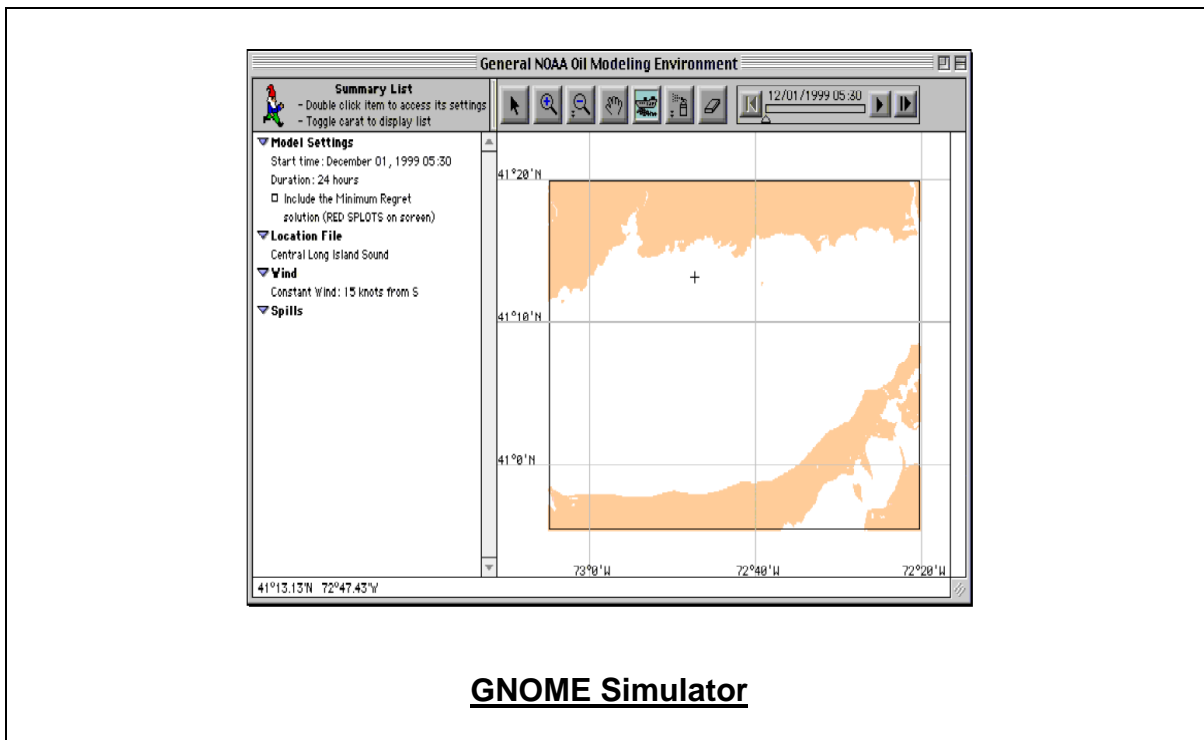 General NOAA Oil Modeling Environment
Summary List
- Double click item to access its settings
- Toggle carat to display list
12/01/1999 05:30
Model Settings
Start time: December 01, 1999 05:30
Duration: 24 hours
Include the Minimum Regret
solution (RED SPLOTS on screen)
Location File
Central Long Island Sound
Wind
Constant Wind: 15 knots from S
Spills
41°20'N
41°10'N
41°0'N
73°0'W
72°40'W
72°20'W
41°13.13'N 72°47.43'W
GNOME Simulator